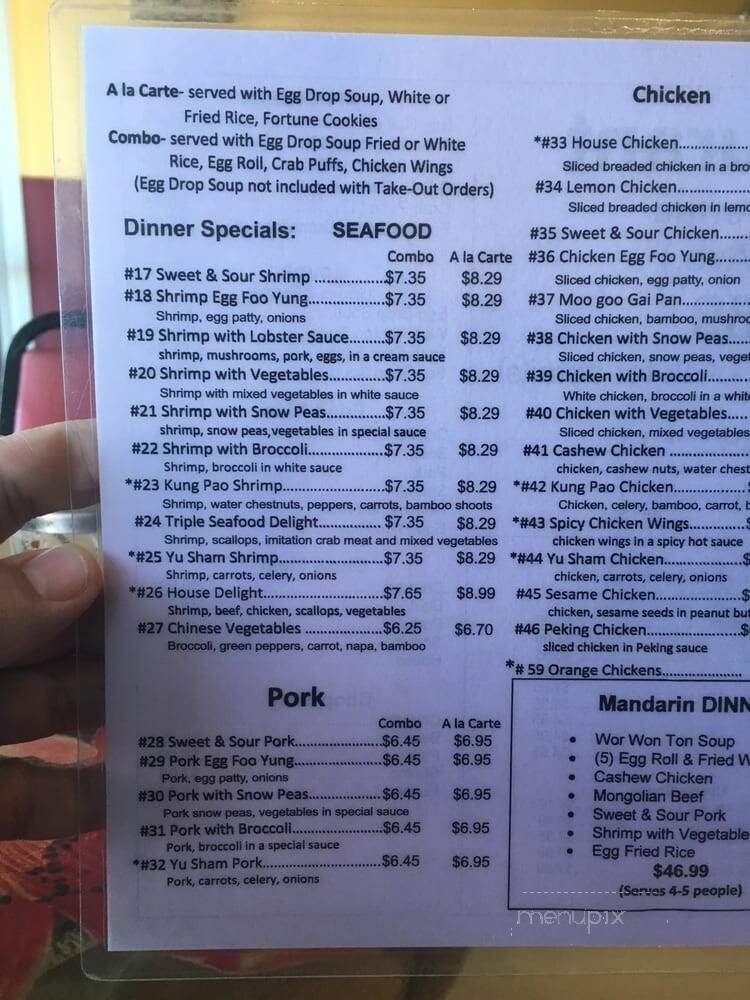 A la Carte- served with Egg Drop Soup, White or
Fried Rice, Fortune Cookies
Combo- served with Egg Drop Soup Fried or White
Rice, Egg Roll, Crab Puffs, Chicken Wings
(Egg Drop Soup not included with Take-Out Orders)
Dinner Specials: SEAFOOD
Combo A la Carte
#17 Sweet & Sour Shrimp .................$7.35 $8.29
#18 Shrimp Egg Foo Yung..................$7.35 $8.29
Shrimp, egg patty, onions
#19 Shrimp with Lobster Sauce.........$7.35 $8.29
shrimp, mushrooms, pork, eggs, in a cream sauce
#20 Shrimp with Vegetables..............$7.35 $8.29
Shrimp with mixed vegetables in white sauce
#21 Shrimp with Snow Peas..............$7.35 $8.29
shrimp, snow peas,vegetables in special sauce
#22 Shrimp with Broccoli..................$7.35 $8.29
Shrimp, broccoli in white sauce
*#23 Kung Pao Shrimp........................$7.35 $8.29
Shrimp, water chestnuts, peppers, carrots, bamboo shoots
#24 Triple Seafood Delight............... $7.35 $8.29
Shrimp, scallops, imitation crab meat and mixed vegetables
*#25 Yu Sham Shrimp.........................$7.35 $8.29
Shrimp, carrots, celery, onions
*#26 House Delight............................$7.65 $8.99
Shrimp, beef, chicken, scallops, vegetables
#27 Chinese Vegetables ..................$6.25 $6.70
Broccoli, green peppers, carrot, napa, bamboo
Pork
Combo A la Carte
#28 Sweet & Sour Pork.....................$6.45 $6.95
#29 Pork Egg Foo Yung.....................$6.45 $6.95
Pork, egg patty, onions
#30 Pork with Snow Peas.................$6.45 $6.95
Pork snow peas, vegetables in special sauce
#31 Pork with Broccoli.....................$6.45 $6.95
Pork, broccoli in a special sauce
*#32 Yu Sham Pork............................$6.45 $6.95
Pork, carrots, celery, onions
Chicken
*#33 House Chicken................
Sliced breaded chicken in a bro
#34 Lemon Chicken.................
Sliced breaded chicken in lemo
#35 Sweet & Sour Chicken.......
#36 Chicken Egg Foo Yung........
Sliced chicken, egg patty, onion
#37 Moo goo Gai Pan................
Sliced chicken, bamboo, mushroo
#38 Chicken with Snow Peas......
Sliced chicken, snow peas, veget
#39 Chicken with Broccoli..........
White chicken, broccoli in a white
#40 Chicken with Vegetables.....
Sliced chicken, mixed vegetables
#41 Cashew Chicken ...................
chicken, cashew nuts, water chest
*#42 Kung Pao Chicken..................$
Chicken, celery, bamboo, carrot, b
*#43 Spicy Chicken Wings.............$
chicken wings in a spicy hot sauce
*#44 Yu Sham Chicken...................$
chicken, carrots, celery, onions
#45 Sesame Chicken.....................$
chicken, sesame seeds in peanut but
#46 Peking Chicken.......................$
sliced chicken in Peking sauce
*# 59 Orange Chickens.....................
Mandarin DINN
• Wor Won Ton Soup
• (5) Egg Roll & Fried W
• Cashew Chicken
• Mongolian Beef
• Sweet & Sour Pork
• Shrimp with Vegetable
• Egg Fried Rice
$46.99
(Serves 4-5 people)
menupix